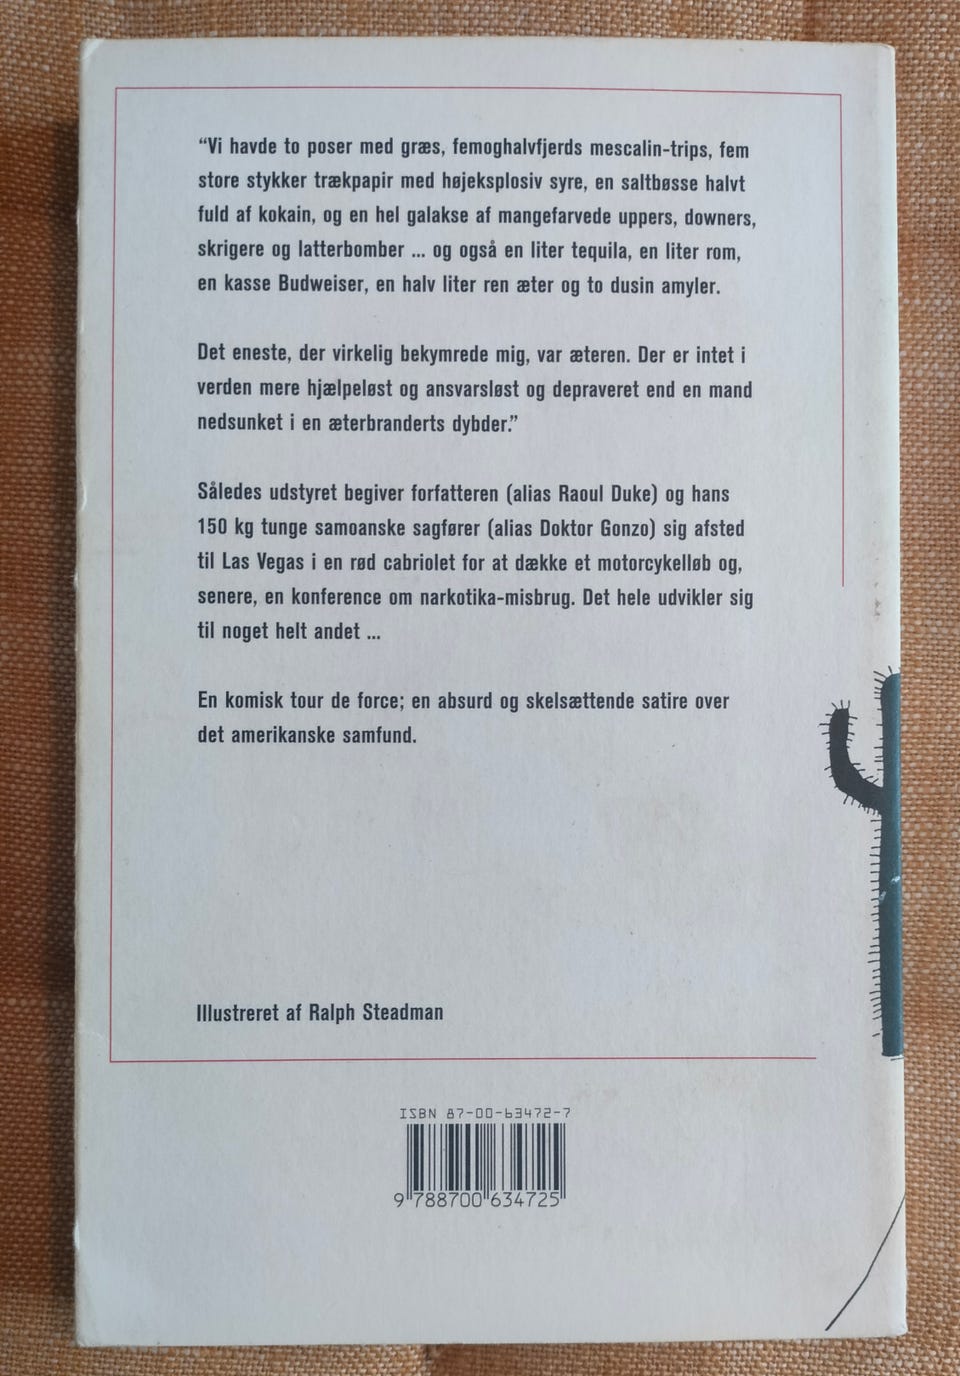 “Vi havde to poser med græs, femoghalvfjerds mescalin-trips, fem
store stykker trækpapir med højeksplosiv syre, en saltbøsse halvt
fuld af kokain, og en hel galakse af mangefarvede uppers, downers,
skrigere og latterbomber ... og også en liter tequila, en liter rom,
en kasse Budweiser, en halv liter ren æter og to dusin amyler.
Det eneste, der virkelig bekymrede mig, var æteren. Der er intet i
verden mere hjælpeløst og ansvarsløst og depraveret end en mand
nedsunket i en æterbranderts dybder.”
Således udstyret begiver forfatteren (alias Raoul Duke) og hans
150 kg tunge samoanske sagfører (alias Doktor Gonzo) sig afsted
til Las Vegas i en rød cabriolet for at dække et motorcykelløb og,
senere, en konference om narkotika-misbrug. Det hele udvikler sig
til noget helt andet ...
En komisk tour de force; en absurd og skelsættende satire over
det amerikanske samfund.
Illustreret af Ralph Steadman
ISBN 87-00-63472-7
9 788700 634725